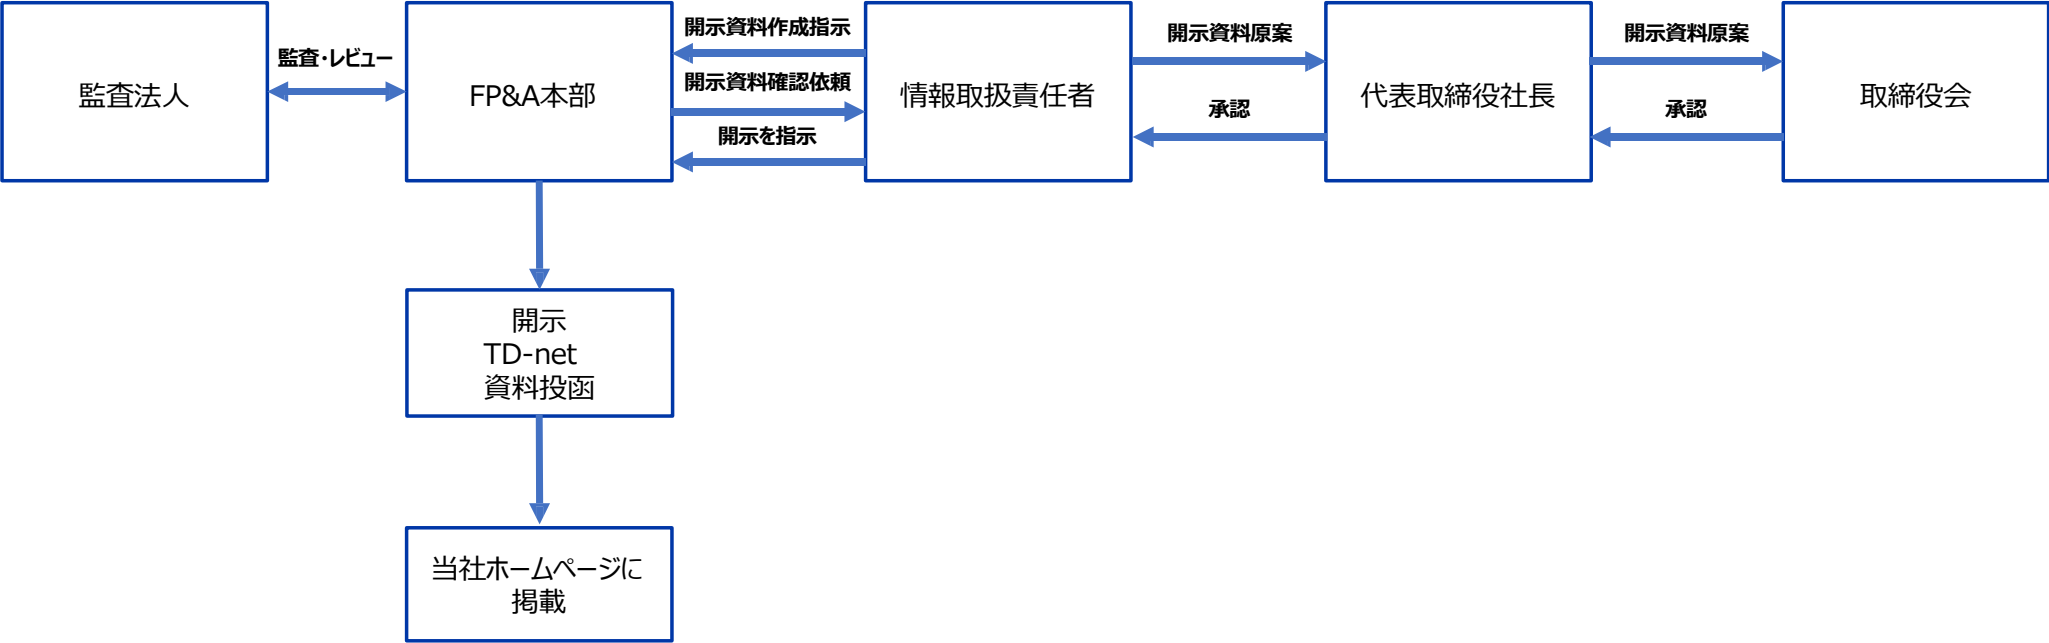 監査法人
監査・レビュー
FP&A本部
開示資料作成指示
開示資料確認依頼
開示を指示
情報取扱責任者
開示資料原案
承認
代表取締役社長
開示資料原案
承認
取締役会
開示
TD-net
資料投函
当社ホームページに
掲載